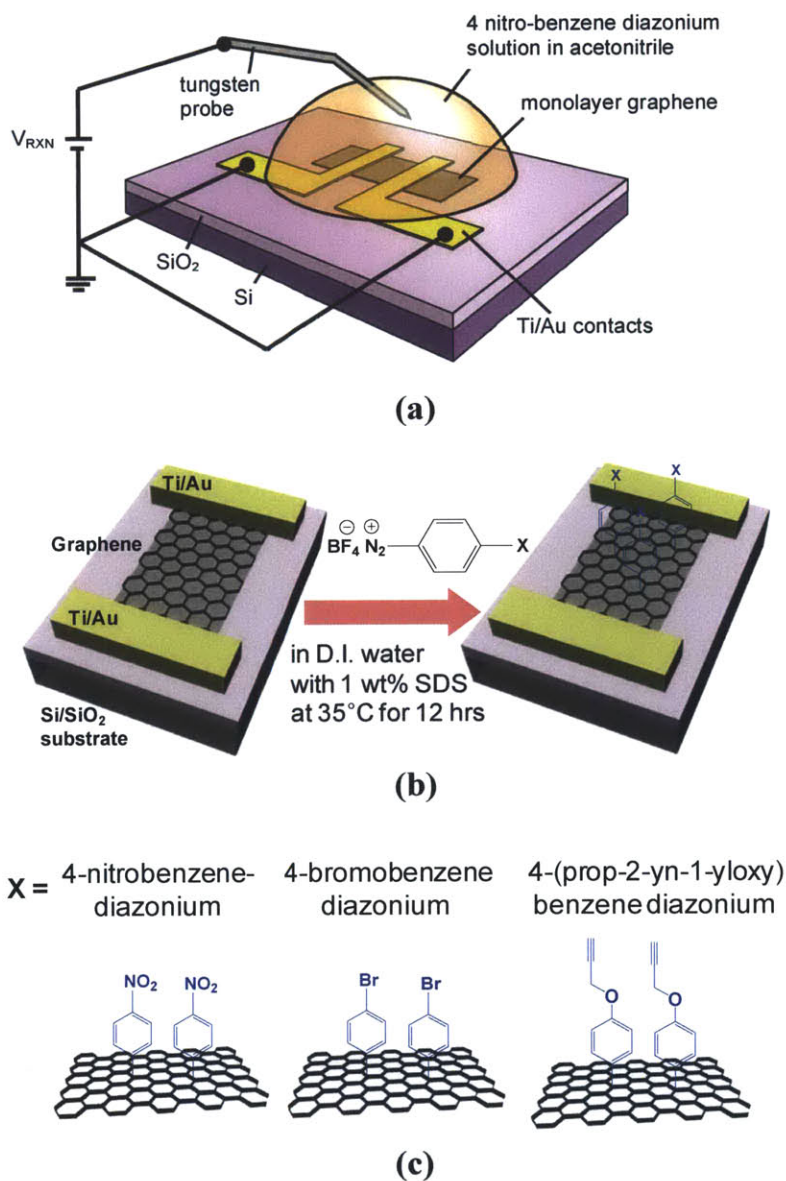 4 nitro-benzene diazonium
solution in acetonitrile
tungsten
probe
monolayer graphene
V_RXN
SiO₂
Si
Ti/Au contacts
(a)
Ti/Au
Graphene
Ti/Au
Si/SiO₂
substrate
⊖ ⊕
BF₄ N₂
X
in D.I. water
with 1 wt% SDS
at 35°C for 12 hrs
X
X
(b)
X =
4-nitrobenzene-
diazonium
4-bromobenzene
diazonium
4-(prop-2-yn-1-yloxy)
benzene diazonium
NO₂
NO₂
Br
Br
O
O
(c)